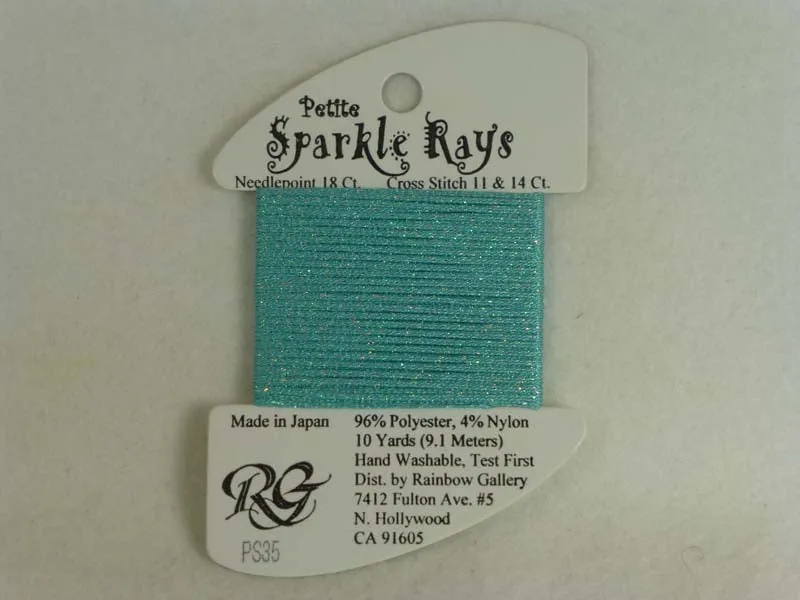 Petite
Sparkle Rays
Needlepoint 18 Ct. Cross Stitch 11 & 14 Ct.
Made in Japan
96% Polyester, 4% Nylon
10 Yards (9.1 Meters)
Hand Washable, Test First
Dist. by Rainbow Gallery
7412 Fulton Ave. #5
N. Hollywood
CA 91605
RG
PS35